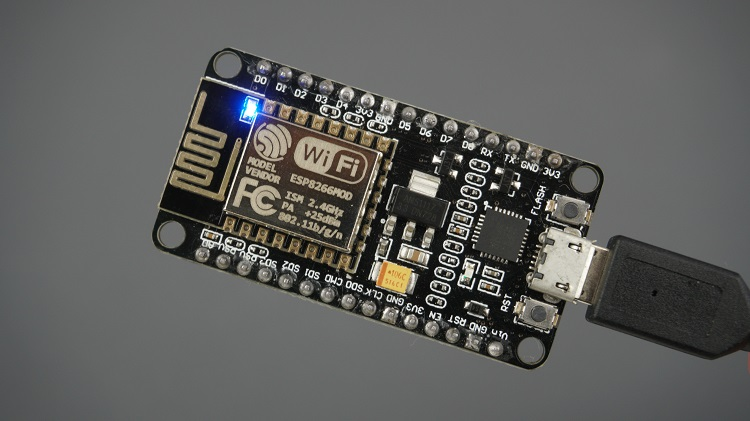 D0 D1 D2 D3 D4 3V3 GND D5 D6 D7 D8 RX TX GND 3V3
WiFi
MODEL ESP8266MOD
VENDOR ISM 2.4GHz
FC PA +25dBm
802.11b/g/n
FLASH
RST
A0 RSV RSV SD3 SD2 SD1 CMD SD0 CLK GND 3V3 EN RST GND Vin